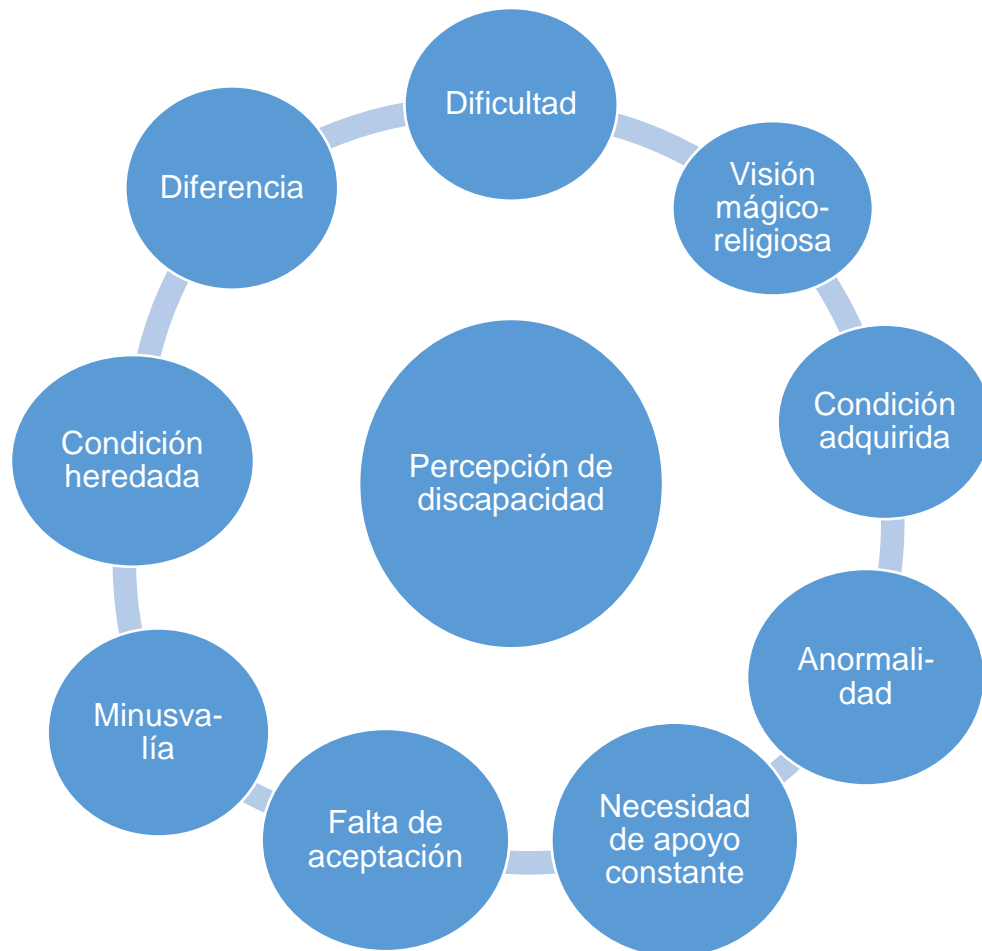 Dificultad
Visión
mágico-
religiosa
Condición
adquirida
Anormali-
dad
Necesidad
de apoyo
constante
Falta de
aceptación
Minusva-
lía
Condición
heredada
Diferencia
Percepción de
discapacidad